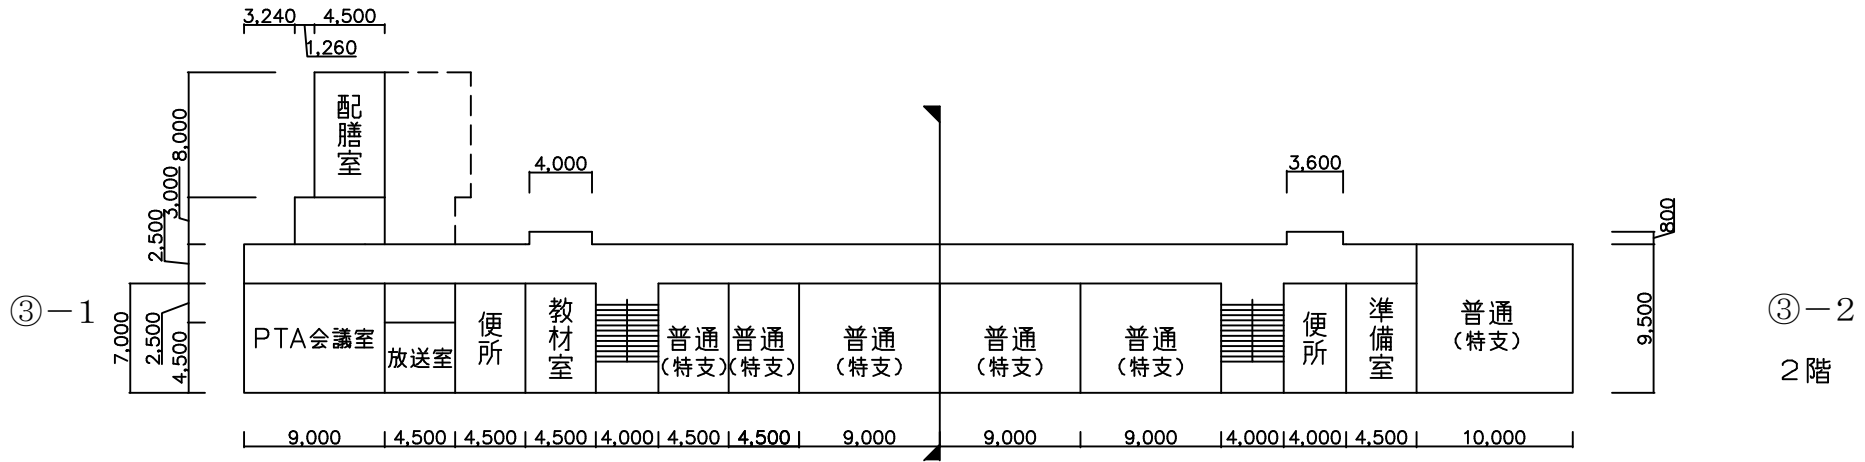 3,240 4,500
1,260
8,000
3,000
2,500
7,000
2,500
4,500
配膳室
4,000
3,600
800
9,500
③－1
PTA会議室
放送室
便所
教材室
普通
(特支)
普通
(特支)
普通
(特支)
普通
(特支)
普通
(特支)
便所
準備室
普通
(特支)
③－2
2階
9,000 4,500 4,500 4,500 4,000 4,500 4,500 9,000 9,000 9,000 4,000 4,000 4,500 10,000